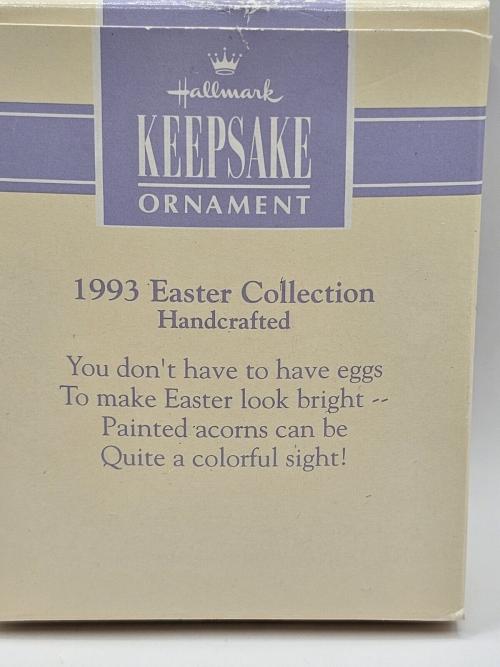 Hallmark
KEEPSAKE
ORNAMENT
1993 Easter Collection
Handcrafted
You don't have to have eggs
To make Easter look bright --
Painted acorns can be
Quite a colorful sight!